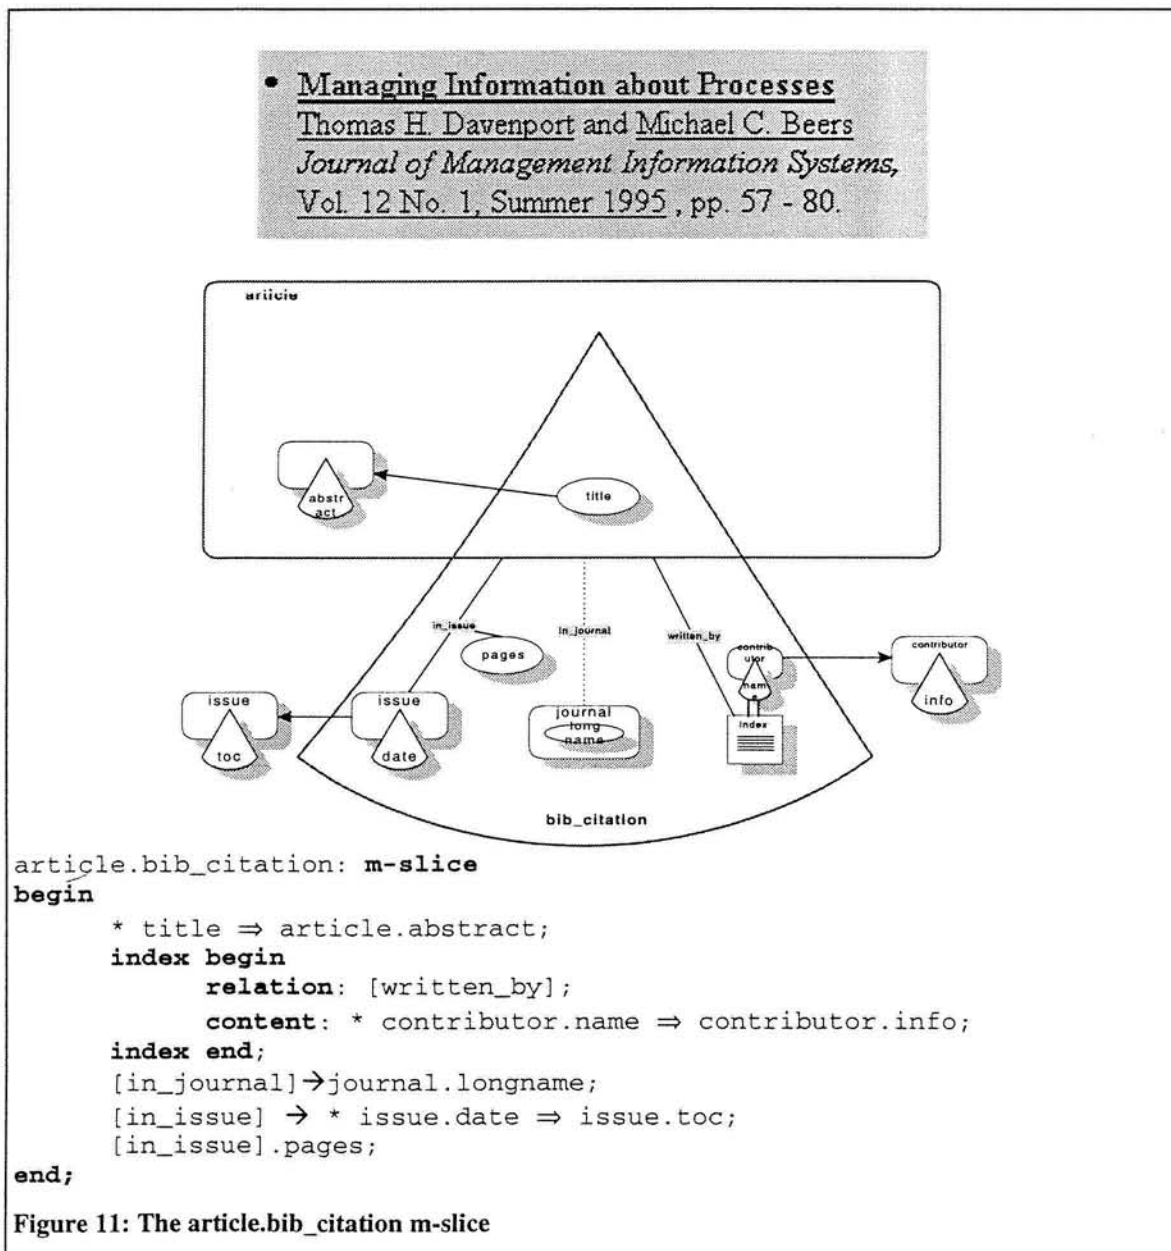 • Managing Information about Processes
Thomas H. Davenport and Michael C. Beers
Journal of Management Information Systems,
Vol. 12 No. 1, Summer 1995 , pp. 57 - 80.
article
abstr
act
title
in_issue
in_journal
written_by
pages
contrib
utor
name
contributor
info
issue
toc
issue
date
journal
long
name
index
bib_citation
article.bib_citation: m-slice
begin
* title ⇒ article.abstract;
index begin
relation: [written_by];
content: * contributor.name ⇒ contributor.info;
index end;
[in_journal]→journal.longname;
[in_issue] → * issue.date ⇒ issue.toc;
[in_issue].pages;
end;
Figure 11: The article.bib_citation m-slice